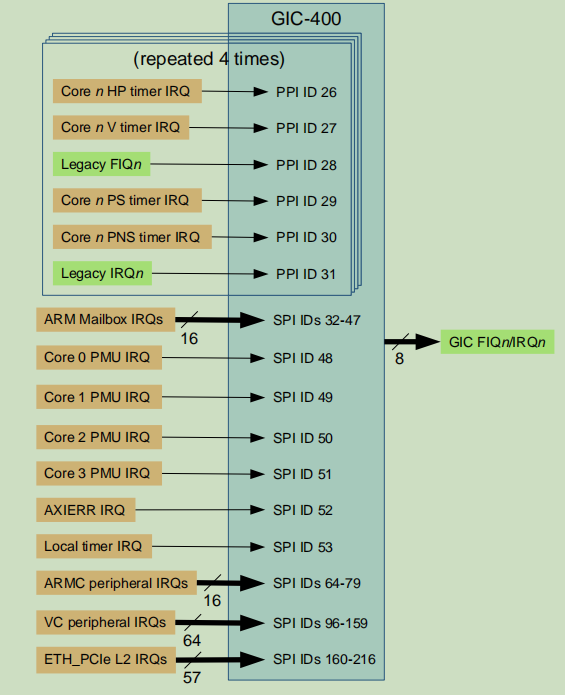 GIC-400
(repeated 4 times)
Core n HP timer IRQ PPI ID 26
Core n V timer IRQ PPI ID 27
Legacy FIQn PPI ID 28
Core n PS timer IRQ PPI ID 29
Core n PNS timer IRQ PPI ID 30
Legacy IRQn PPI ID 31
ARM Mailbox IRQs 16 SPI IDs 32-47
8 GIC FIQn/IRQn
Core 0 PMU IRQ SPI ID 48
Core 1 PMU IRQ SPI ID 49
Core 2 PMU IRQ SPI ID 50
Core 3 PMU IRQ SPI ID 51
AXIERR IRQ SPI ID 52
Local timer IRQ SPI ID 53
ARMC peripheral IRQs 16 SPI IDs 64-79
VC peripheral IRQs 64 SPI IDs 96-159
ETH_PCIe L2 IRQs 57 SPI IDs 160-216